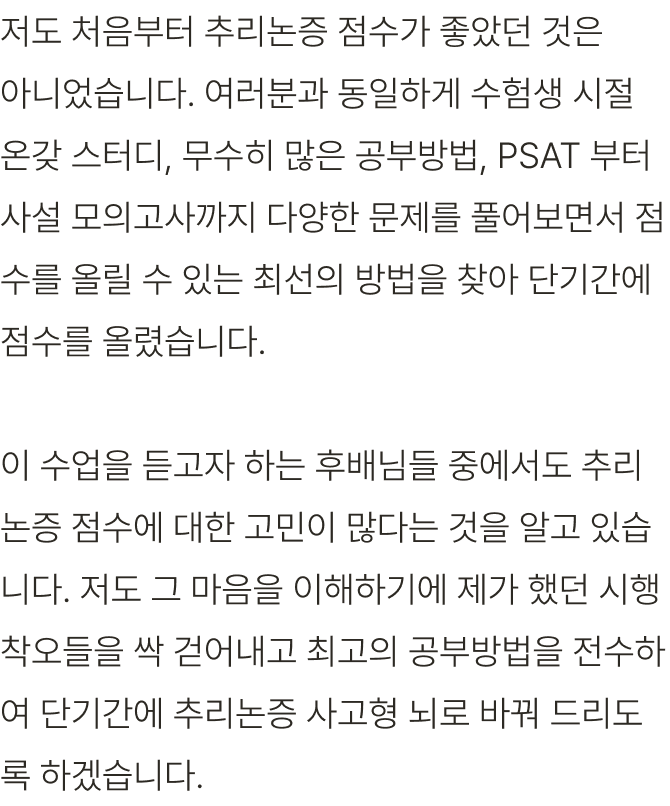 저도 처음부터 추리논증 점수가 좋았던 것은
아니었습니다. 여러분과 동일하게 수험생 시절
온갖 스터디, 무수히 많은 공부방법, PSAT 부터
사설 모의고사까지 다양한 문제를 풀어보면서 점
수를 올릴 수 있는 최선의 방법을 찾아 단기간에
점수를 올렸습니다.
이 수업을 듣고자 하는 후배님들 중에서도 추리
논증 점수에 대한 고민이 많다는 것을 알고 있습
니다. 저도 그 마음을 이해하기에 제가 했던 시행
착오들을 싹 걷어내고 최고의 공부방법을 전수하
여 단기간에 추리논증 사고형 뇌로 바꿔 드리도
록 하겠습니다.